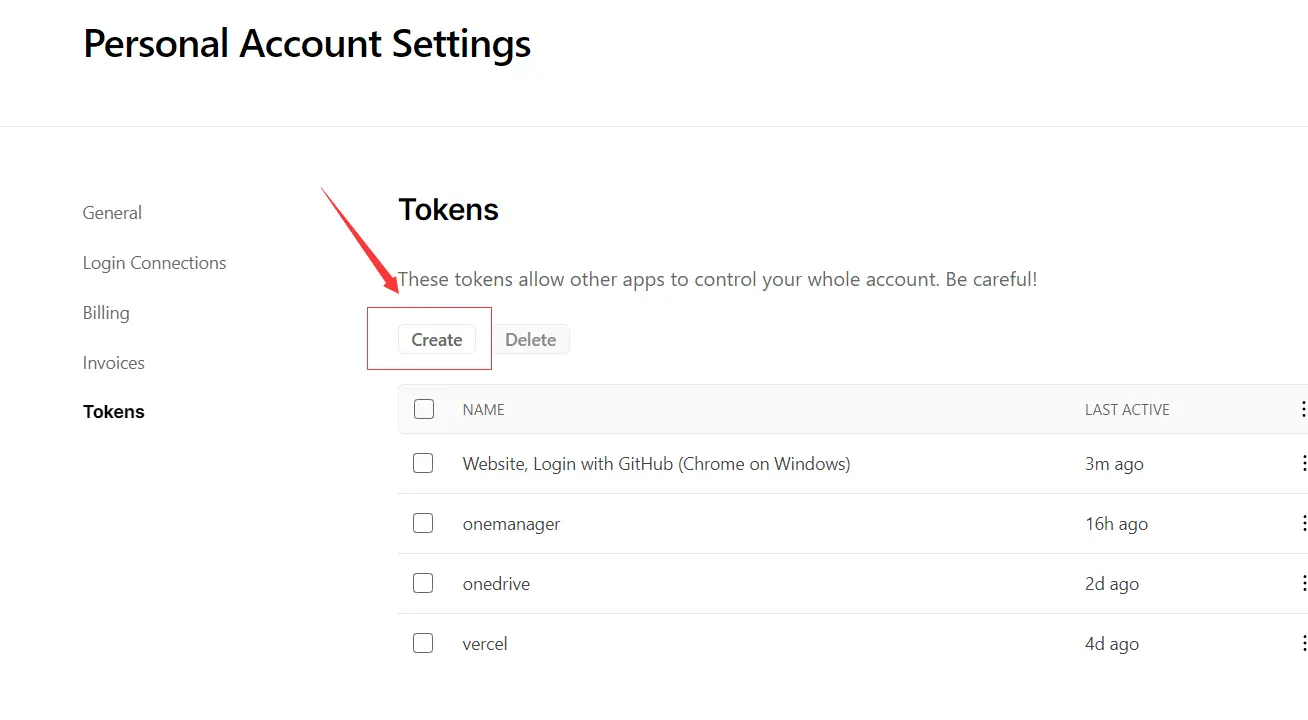 Personal Account Settings
General
Login Connections
Billing
Invoices
Tokens
Tokens
These tokens allow other apps to control your whole account. Be careful!
Create Delete
NAME LAST ACTIVE
Website, Login with GitHub (Chrome on Windows) 3m ago
onemanager 16h ago
onedrive 2d ago
vercel 4d ago